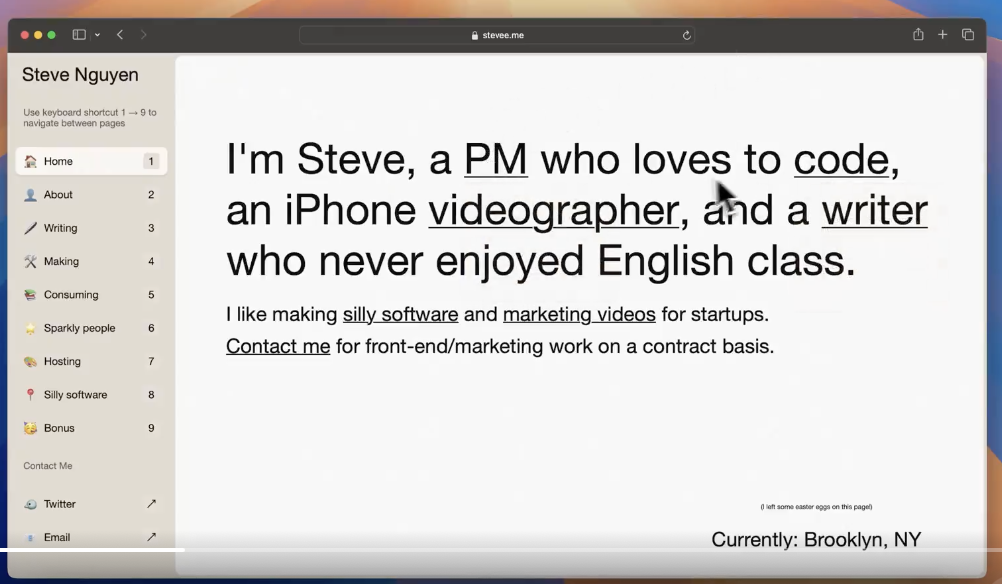 stevee.me
Steve Nguyen
Use keyboard shortcut 1 → 9 to
navigate between pages
Home 1
About 2
Writing 3
Making 4
Consuming 5
Sparkly people 6
Hosting 7
Silly software 8
Bonus 9
Contact Me
Twitter ↗
Email ↗
I'm Steve, a PM who loves to code,
an iPhone videographer, and a writer
who never enjoyed English class.
I like making silly software and marketing videos for startups.
Contact me for front-end/marketing work on a contract basis.
(I left some easter eggs on this page!)
Currently: Brooklyn, NY